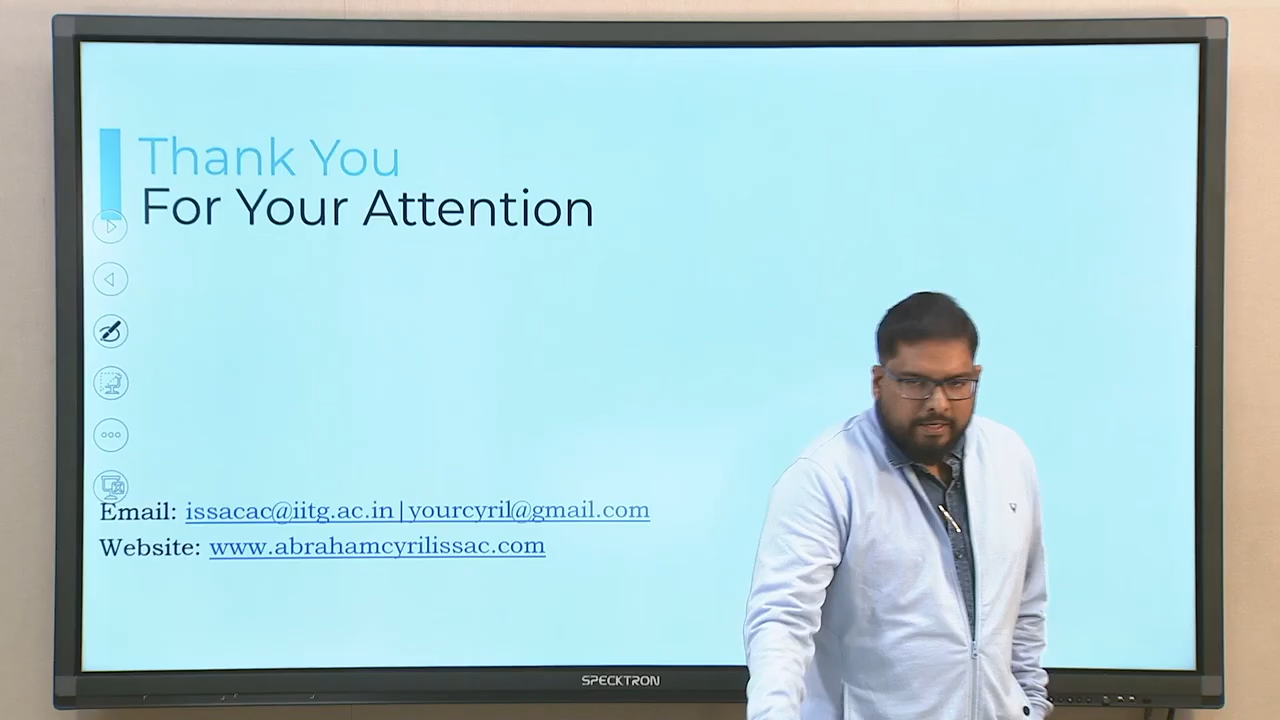 Thank You
For Your Attention
Email: issacac@iitg.ac.in|yourcyril@gmail.com
Website: www.abrahamcyrilissac.com
SPECKTRON